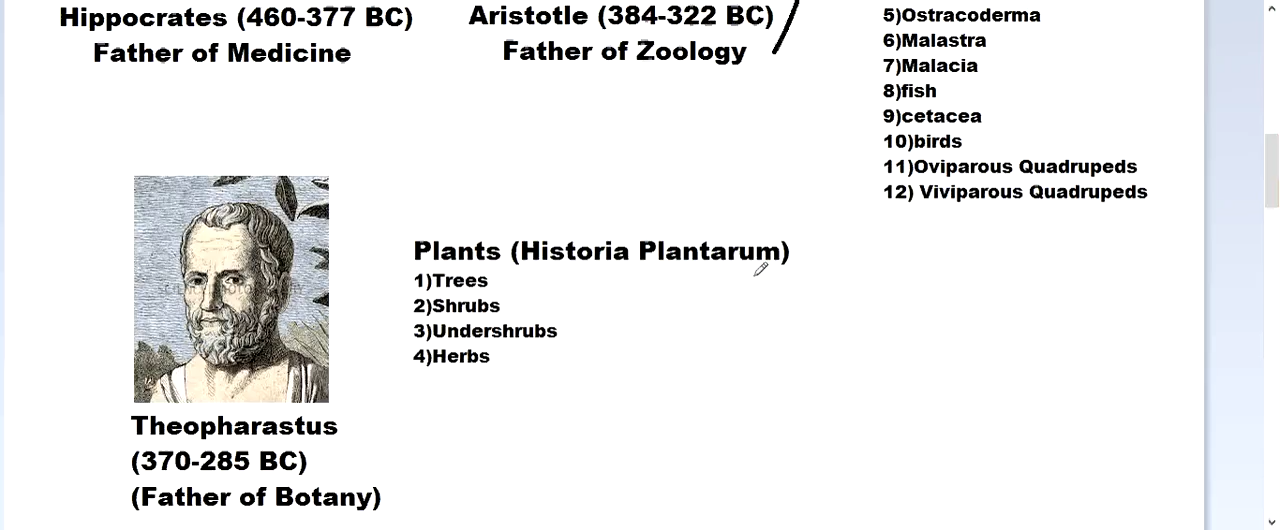 Hippocrates (460-377 BC)
Father of Medicine
Aristotle (384-322 BC)
Father of Zoology
5)Ostracoderma
6)Malastra
7)Malacia
8)fish
9)cetacea
10)birds
11)Oviparous Quadrupeds
12) Viviparous Quadrupeds
Plants (Historia Plantarum)
1)Trees
2)Shrubs
3)Undershrubs
4)Herbs
Theopharastus
(370-285 BC)
(Father of Botany)